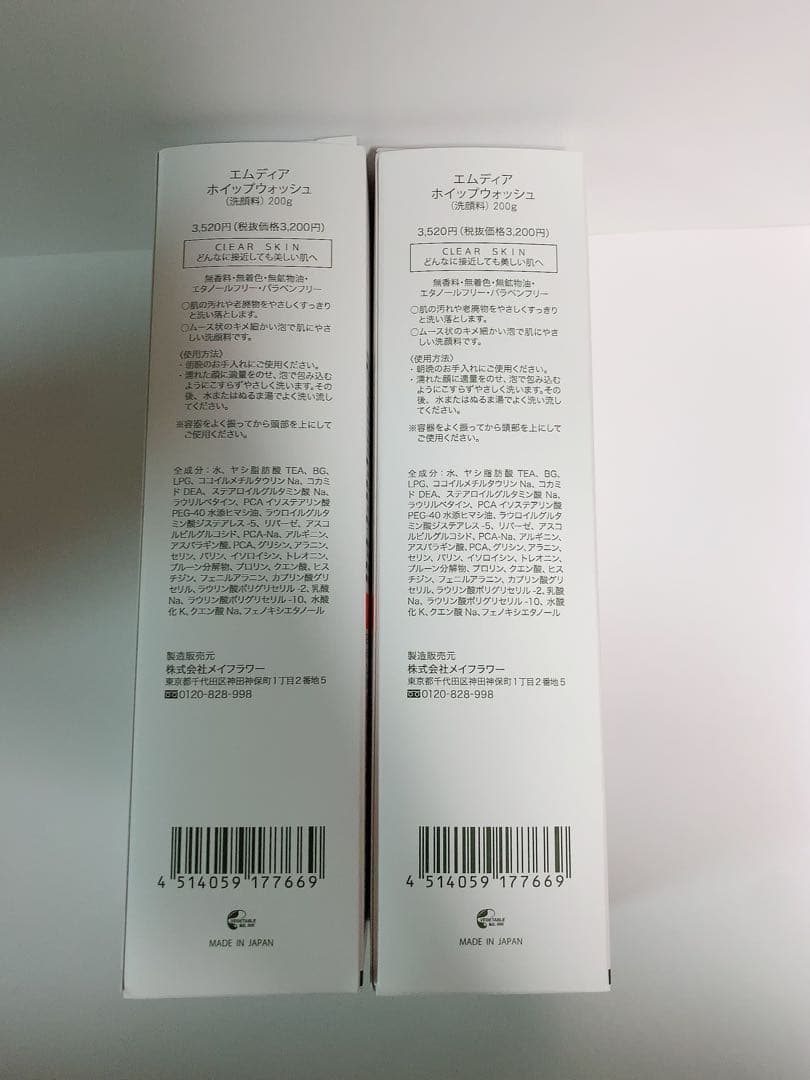 エムディア
ホイップウォッシュ
(洗顔料) 200g
3,520円(税抜価格3,200円)
CLEAR SKIN
どんなに接近しても美しい肌へ
無香料・無着色・無鉱物油・
エタノールフリー・パラベンフリー
○肌の汚れや老廃物をやさしくすっきり
と洗い落とします。
○ムース状のキメ細かい泡で肌にやさ
しい洗顔料です。
〈使用方法〉
・朝晩のお手入れにご使用ください。
・濡れた顔に適量をのせ、泡で包み込む
ようにこすらずやさしく洗います。その
後、水またはぬるま湯でよく洗い流し
てください。
※容器をよく振ってから頭部を上にして
ご使用ください。
全成分:水、ヤシ脂肪酸 TEA、BG、
LPG、ココイルメチルタウリン Na、コカミ
ド DEA、ステアロイルグルタミン酸 Na、
ラウリルベタイン、PCA イソステアリン酸
PEG-40 水添ヒマシ油、ラウロイルグルタ
ミン酸ジステアレス -5、リパーゼ、アスコ
ルビルグルコシド、PCA-Na、アルギニン、
アスパラギン酸、PCA、グリシン、アラニン、
セリン、バリン、イソロイシン、トレオニン、
プルーン分解物、プロリン、クエン酸、ヒス
チジン、フェニルアラニン、カプリン酸グリ
セリル、ラウリン酸ポリグリセリル -2、乳酸
Na、ラウリン酸ポリグリセリル -10、水酸
化 K、クエン酸 Na、フェノキシエタノール
製造販売元
株式会社メイフラワー
東京都千代田区神田神保町1丁目2番地5
0120-828-998
4 514059 177669
VEGETABLE
MADE IN JAPAN
エムディア
ホイップウォッシュ
(洗顔料) 200g
3,520円(税抜価格3,200円)
CLEAR SKIN
どんなに接近しても美しい肌へ
無香料・無着色・無鉱物油・
エタノールフリー・パラベンフリー
○肌の汚れや老廃物をやさしくすっきり
と洗い落とします。
○ムース状のキメ細かい泡で肌にやさ
しい洗顔料です。
〈使用方法〉
・朝晩のお手入れにご使用ください。
・濡れた顔に適量をのせ、泡で包み込む
ようにこすらずやさしく洗います。その
後、水またはぬるま湯でよく洗い流し
てください。
※容器をよく振ってから頭部を上にして
ご使用ください。
全成分:水、ヤシ脂肪酸 TEA、BG、
LPG、ココイルメチルタウリン Na、コカミ
ド DEA、ステアロイルグルタミン酸 Na、
ラウリルベタイン、PCA イソステアリン酸
PEG-40 水添ヒマシ油、ラウロイルグルタ
ミン酸ジステアレス -5、リパーゼ、アスコ
ルビルグルコシド、PCA-Na、アルギニン、
アスパラギン酸、PCA、グリシン、アラニン、
セリン、バリン、イソロイシン、トレオニン、
プルーン分解物、プロリン、クエン酸、ヒス
チジン、フェニルアラニン、カプリン酸グリ
セリル、ラウリン酸ポリグリセリル -2、乳酸
Na、ラウリン酸ポリグリセリル -10、水酸
化 K、クエン酸 Na、フェノキシエタノール
製造販売元
株式会社メイフラワー
東京都千代田区神田神保町1丁目2番地5
0120-828-998
4 514059 177669
VEGETABLE
MADE IN JAPAN